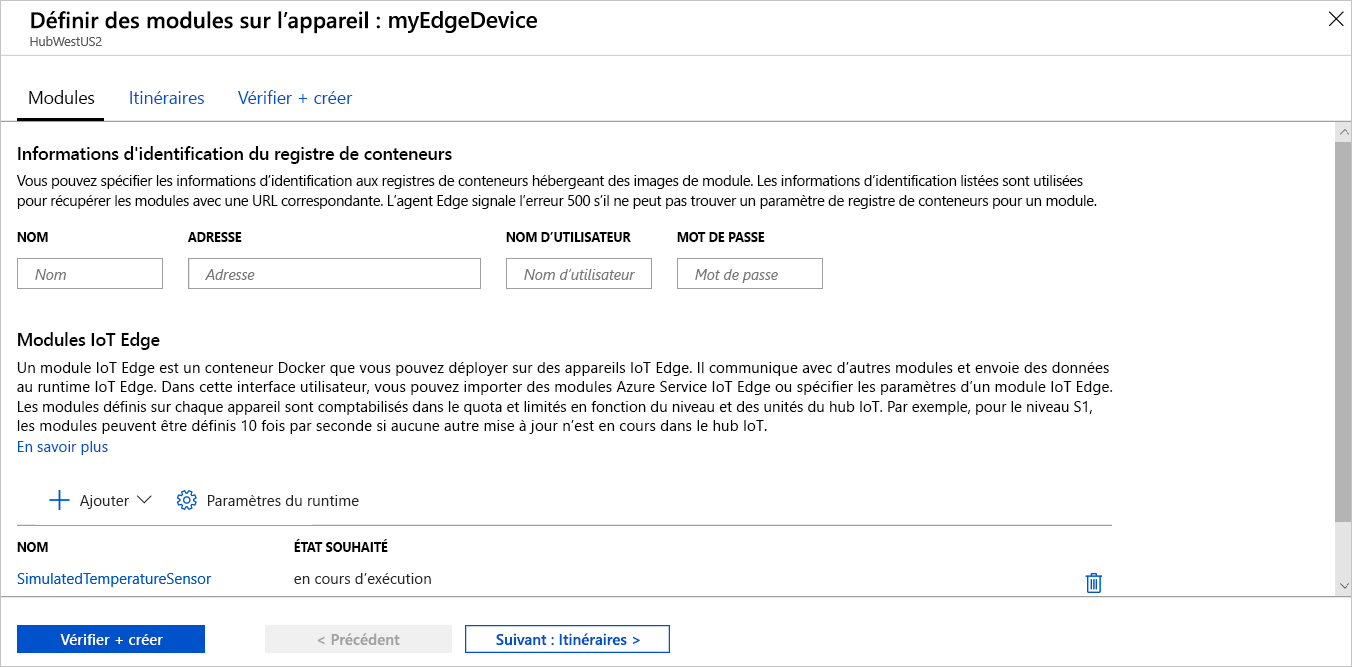 Définir des modules sur l’appareil : myEdgeDevice
HubWestUS2
Modules Itinéraires Vérifier + créer
Informations d'identification du registre de conteneurs
Vous pouvez spécifier les informations d’identification aux registres de conteneurs hébergeant des images de module. Les informations d’identification listées sont utilisées
pour récupérer les modules avec une URL correspondante. L’agent Edge signale l’erreur 500 s’il ne peut pas trouver un paramètre de registre de conteneurs pour un module.
NOM ADRESSE NOM D’UTILISATEUR MOT DE PASSE
Nom Adresse Nom d’utilisateur Mot de passe
Modules IoT Edge
Un module IoT Edge est un conteneur Docker que vous pouvez déployer sur des appareils IoT Edge. Il communique avec d’autres modules et envoie des données
au runtime IoT Edge. Dans cette interface utilisateur, vous pouvez importer des modules Azure Service IoT Edge ou spécifier les paramètres d’un module IoT Edge.
Les modules définis sur chaque appareil sont comptabilisés dans le quota et limités en fonction du niveau et des unités du hub IoT. Par exemple, pour le niveau S1,
les modules peuvent être définis 10 fois par seconde si aucune autre mise à jour n’est en cours dans le hub IoT.
En savoir plus
Ajouter Paramètres du runtime
NOM ÉTAT SOUHAITÉ
SimulatedTemperatureSensor en cours d’exécution
Vérifier + créer < Précédent Suivant : Itinéraires >